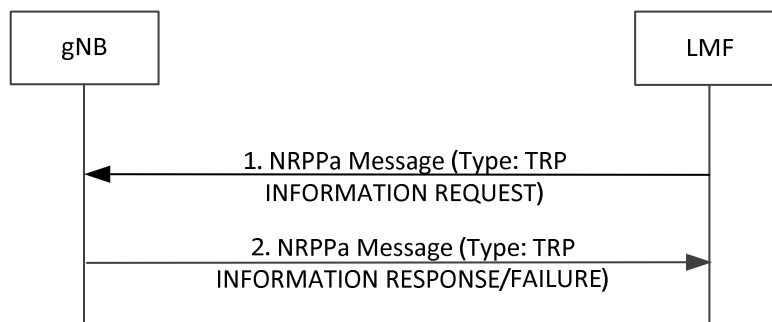 gNB
LMF
1. NRPPa Message (Type: TRP
INFORMATION REQUEST)
2. NRPPa Message (Type: TRP
INFORMATION RESPONSE/FAILURE)